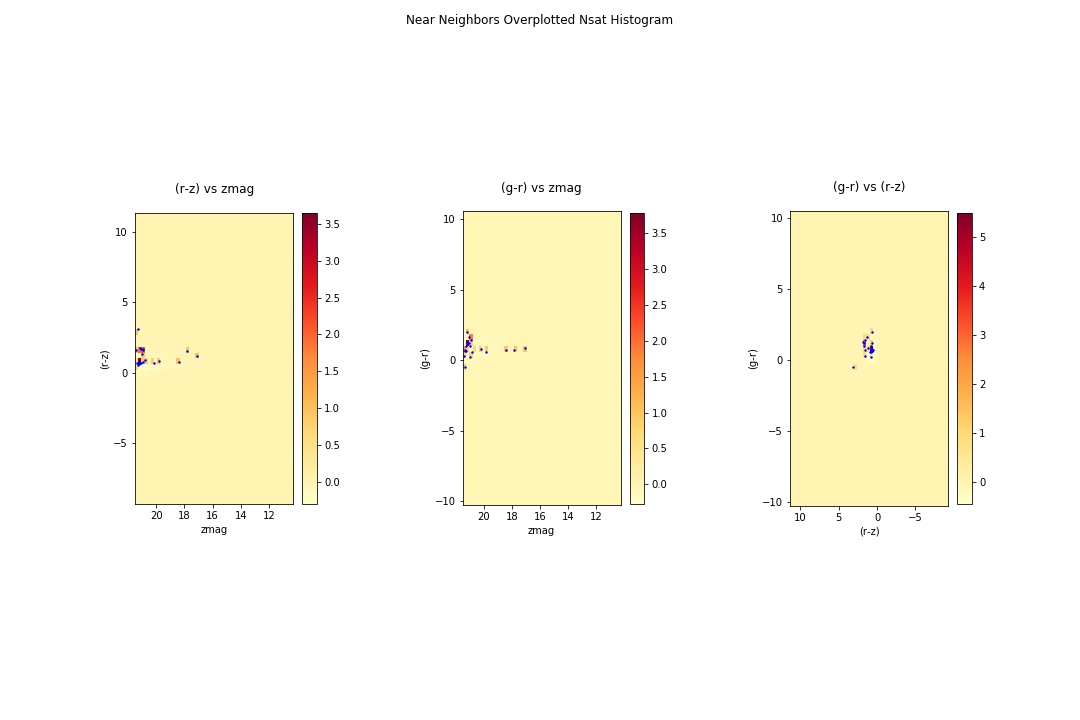 Near Neighbors Overplotted Nsat Histogram
(r-z) vs zmag
10
5
0
−5
(r-z)
20 18 16 14 12
zmag
3.5
3.0
2.5
2.0
1.5
1.0
0.5
0.0
(g-r) vs zmag
10
5
0
−5
−10
(g-r)
20 18 16 14 12
zmag
3.5
3.0
2.5
2.0
1.5
1.0
0.5
0.0
(g-r) vs (r-z)
10
5
0
−5
−10
(g-r)
10 5 0 −5
(r-z)
5
4
3
2
1
0